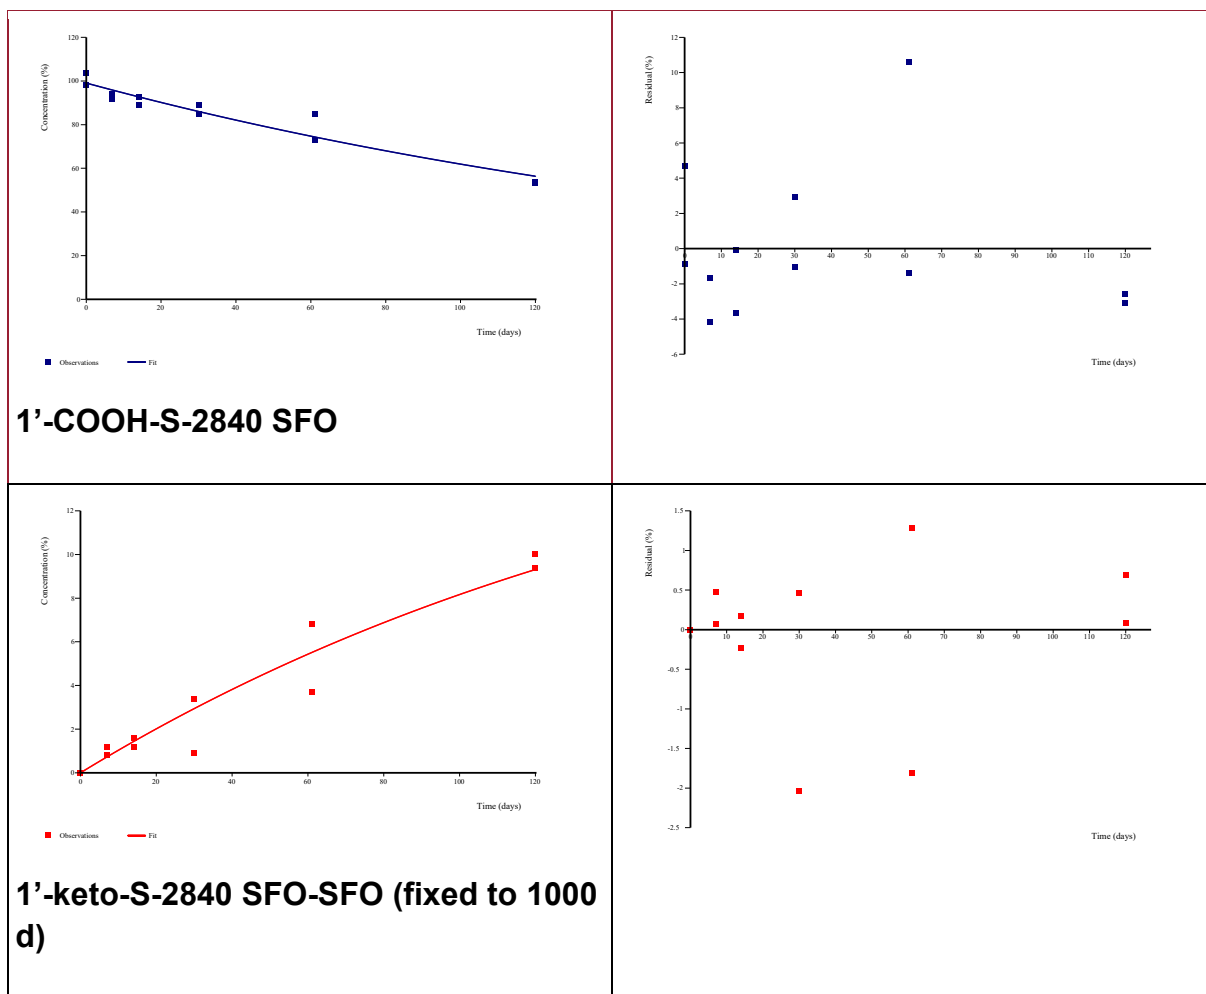 120
100
80
60
40
20
0
Concentration (%)
0 20 40 60 80 100 120
Time (days)
Observations Fit
12
10
8
6
4
2
0
-2
-4
-6
Residual (%)
0 10 20 30 40 50 60 70 80 90 100 110 120
Time (days)
1’-COOH-S-2840 SFO
12
10
8
6
4
2
0
Concentration (%)
0 20 40 60 80 100 120
Time (days)
Observations Fit
1.5
1
0.5
0
-0.5
-1
-1.5
-2
-2.5
Residual (%)
0 10 20 30 40 50 60 70 80 90 100 110 120
Time (days)
1’-keto-S-2840 SFO-SFO (fixed to 1000
d)